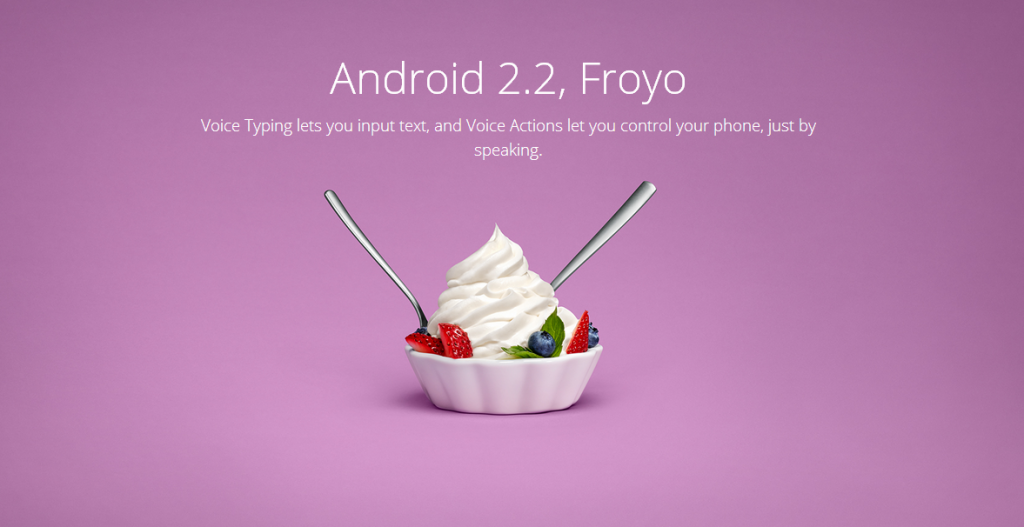 Android 2.2, Froyo
Voice Typing lets you input text, and Voice Actions let you control your phone, just by
speaking.